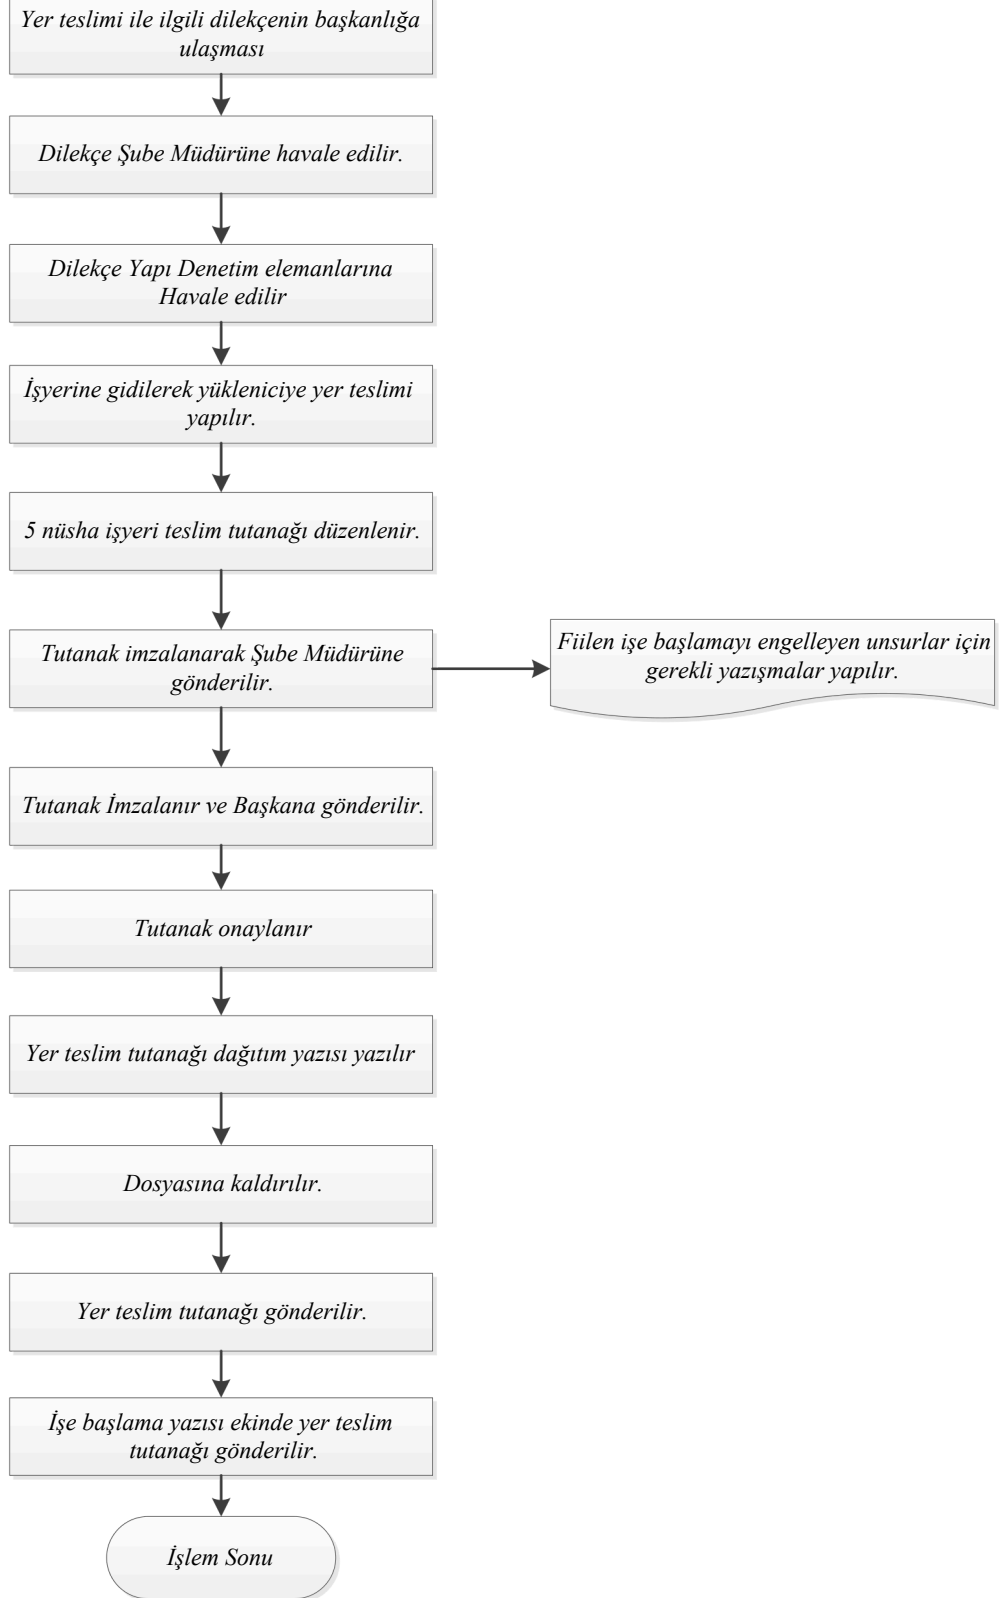 Yer teslimi ile ilgili dilekçenin başkanlığa
ulaşması
Dilekçe Şube Müdürüne havale edilir.
Dilekçe Yapı Denetim elemanlarına
Havale edilir
İşyerine gidilerek yükleniciye yer teslimi
yapılır.
5 nüsha işyeri teslim tutanağı düzenlenir.
Tutanak imzalanarak Şube Müdürüne
gönderilir.
Fiilen işe başlamayı engelleyen unsurlar için
gerekli yazışmalar yapılır.
Tutanak İmzalanır ve Başkana gönderilir.
Tutanak onaylanır
Yer teslim tutanağı dağıtım yazısı yazılır
Dosyasına kaldırılır.
Yer teslim tutanağı gönderilir.
İşe başlama yazısı ekinde yer teslim
tutanağı gönderilir.
İşlem Sonu